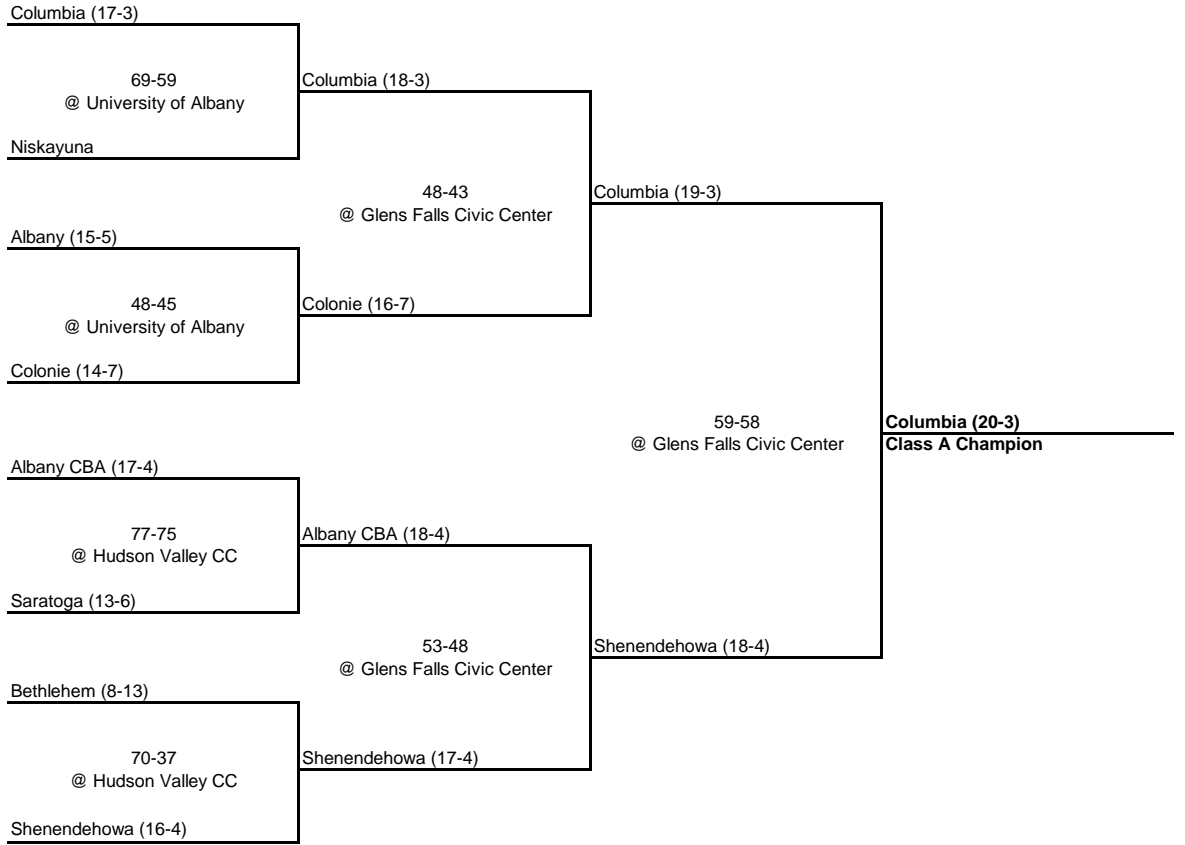 Columbia (17-3)
69-59
@ University of Albany
Columbia (18-3)
Niskayuna
48-43
@ Glens Falls Civic Center
Columbia (19-3)
Albany (15-5)
48-45
@ University of Albany
Colonie (16-7)
Colonie (14-7)
59-58
@ Glens Falls Civic Center
Columbia (20-3)
Class A Champion
Albany CBA (17-4)
77-75
@ Hudson Valley CC
Albany CBA (18-4)
Saratoga (13-6)
53-48
@ Glens Falls Civic Center
Shenendehowa (18-4)
Bethlehem (8-13)
70-37
@ Hudson Valley CC
Shenendehowa (17-4)
Shenendehowa (16-4)